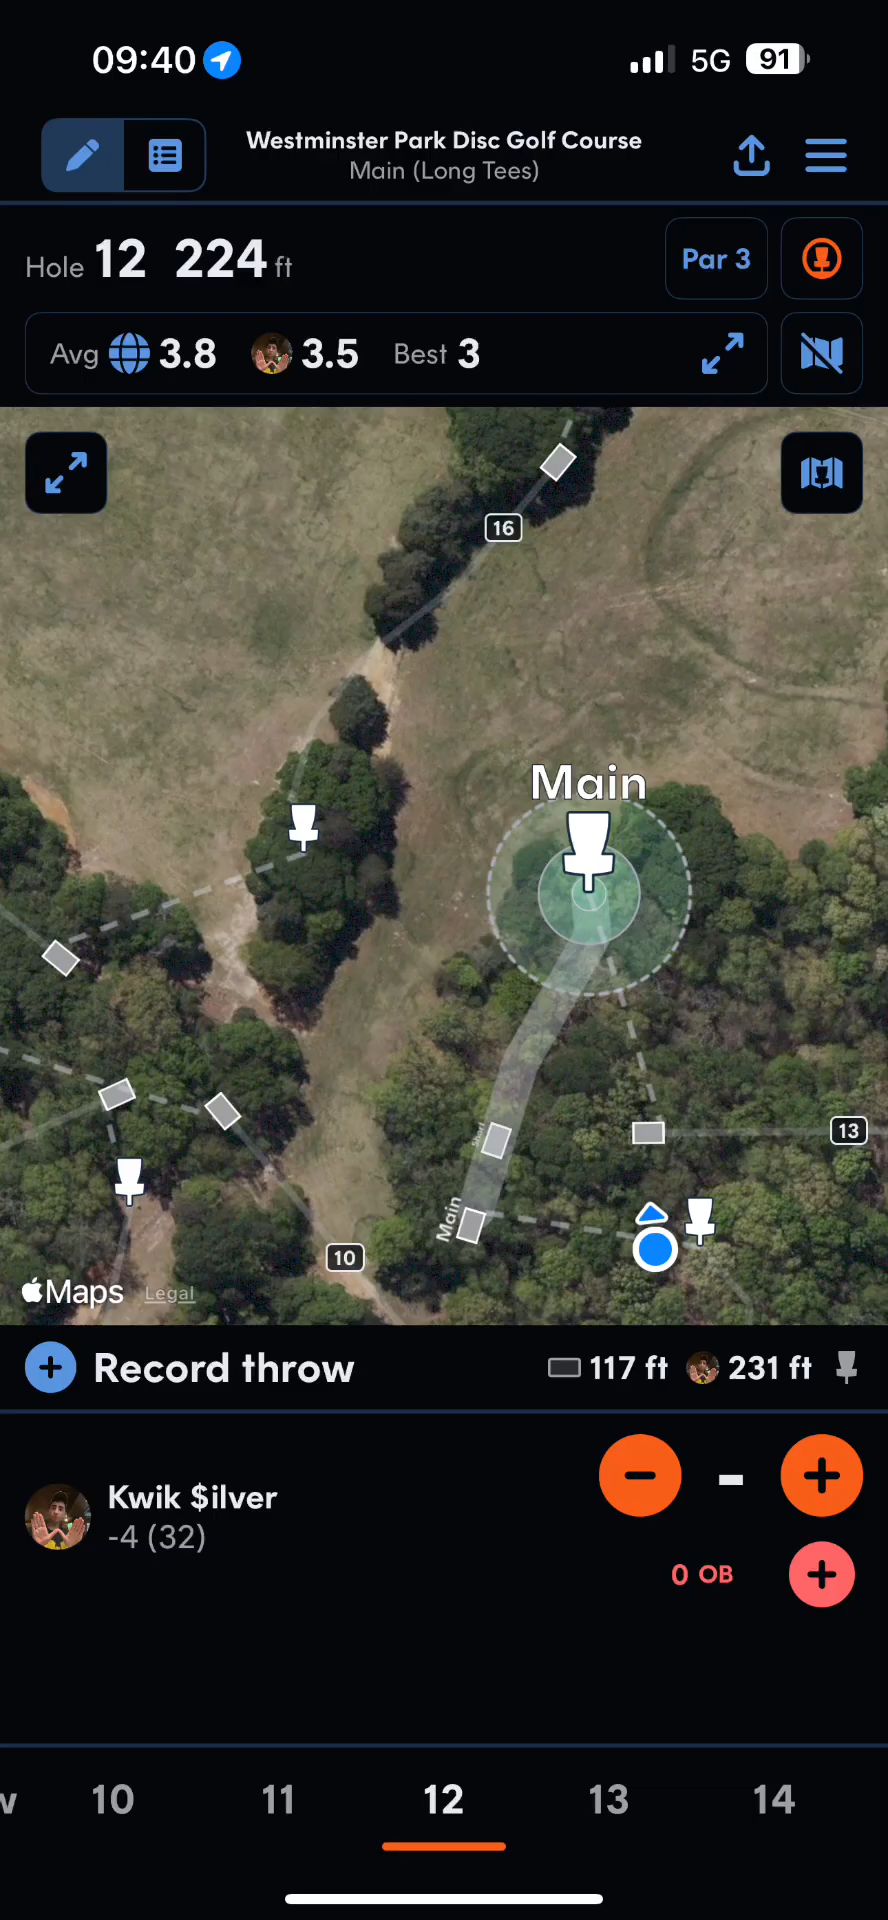 09:40
5G
91
Westminster Park Disc Golf Course
Main (Long Tees)
Hole 12 224 ft
Par 3
Avg 3.8 3.5 Best 3
16
Main
13
Main
10
Maps Legal
Record throw 117 ft 231 ft
Kwik $ilver
-4 (32)
-
0 OB
10 11 12 13 14